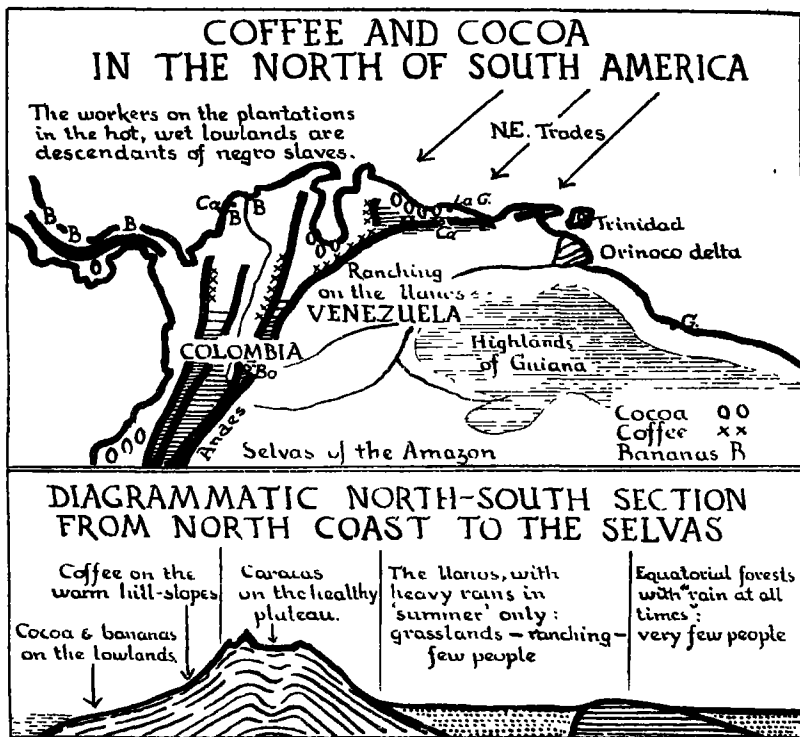 COFFEE AND COCOA
IN THE NORTH OF SOUTH AMERICA
The workers on the plantations
in the hot, wet lowlands are
descendants of negro slaves.
N.E. Trades
Ca
B
B
B
B
B
La G.
Ca
Trinidad
Orinoco delta
Ranching
on the llanos
VENEZUELA
G.
Highlands
of Guiana
COLOMBIA
Bo
Andes
Selvas of the Amazon
Cocoa 00
Coffee xx
Bananas B
DIAGRAMMATIC NORTH-SOUTH SECTION
FROM NORTH COAST TO THE SELVAS
Coffee on the
warm hill-slopes
Cocoa & bananas
on the lowlands
Caracas
on the healthy
plateau.
The llanos, with
heavy rains in
'summer' only:
grasslands - ranching -
few people
Equatorial forests
with "rain at all
times":
very few people